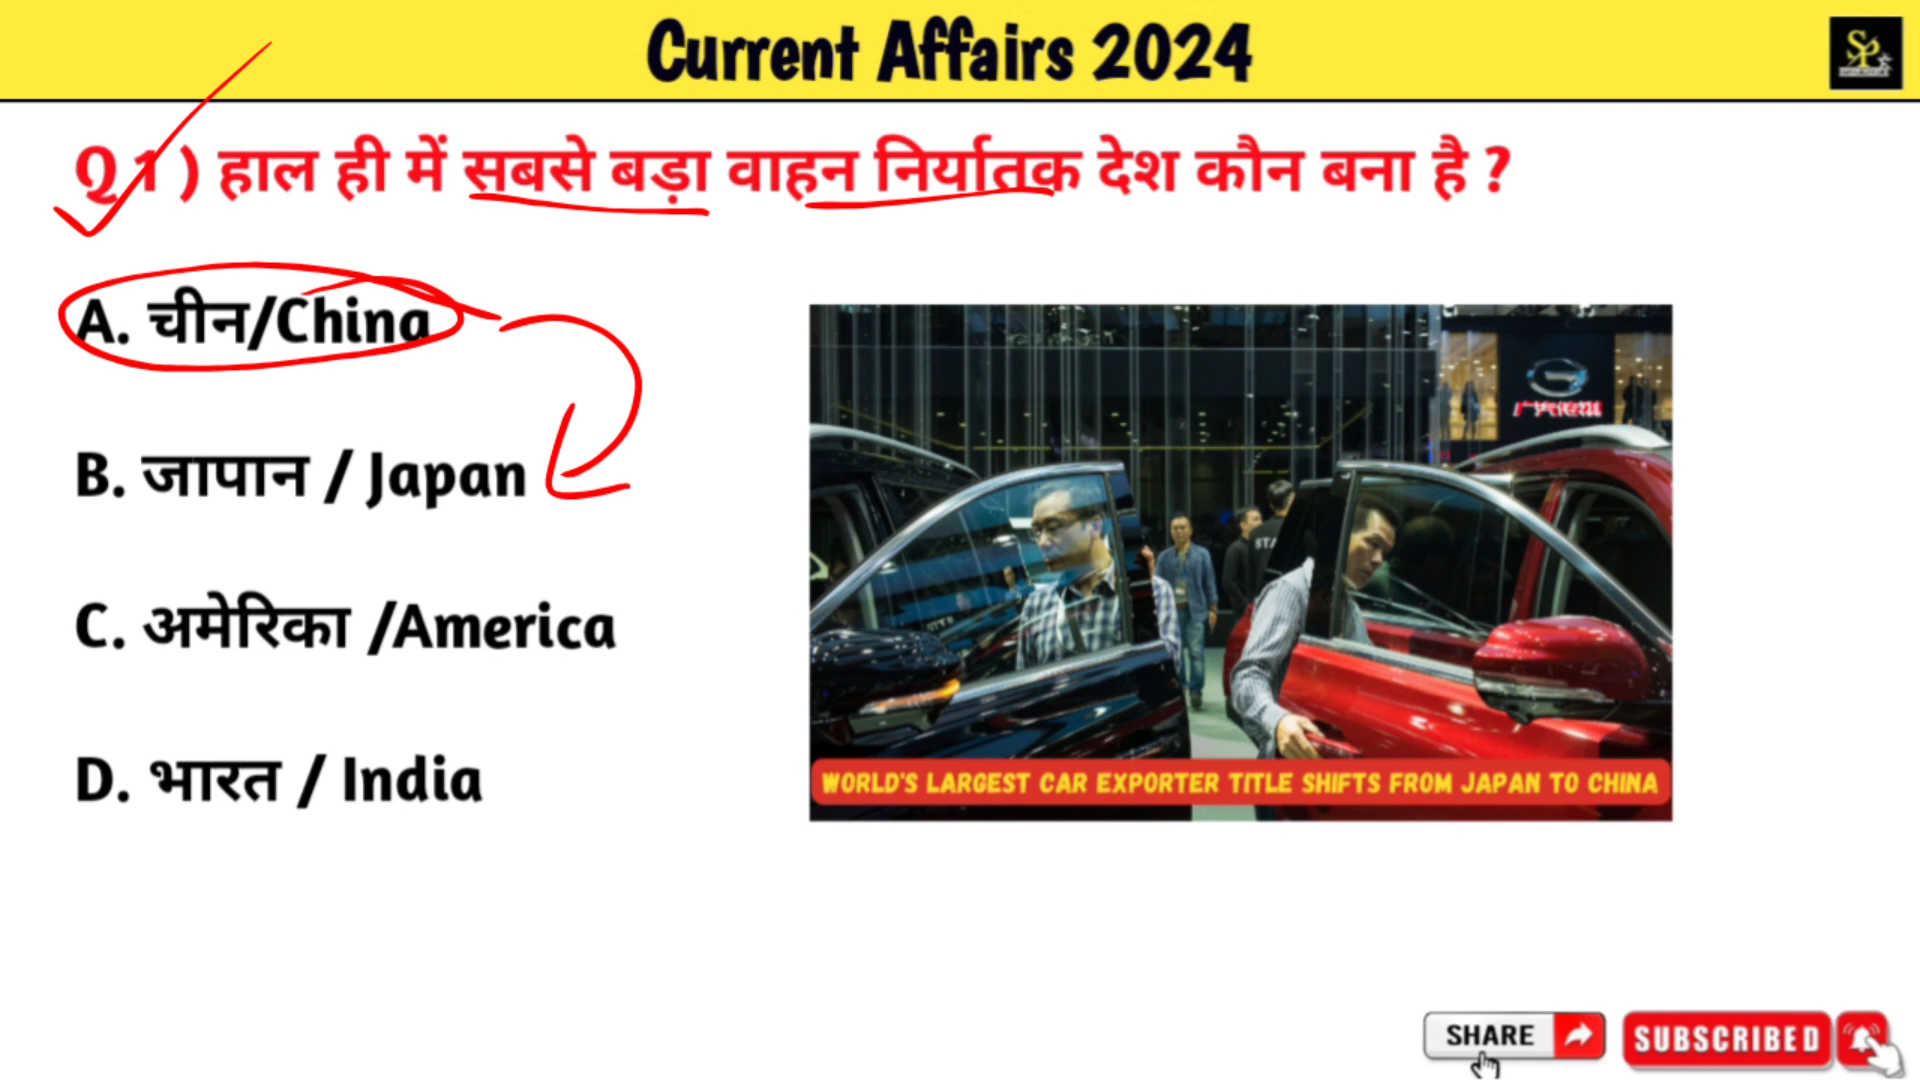 Current Affairs 2024
Q 1 ) हाल ही में सबसे बड़ा वाहन निर्यातक देश कौन बना है ?
A. चीन/China
B. जापान / Japan
C. अमेरिका /America
D. भारत / India
WORLD'S LARGEST CAR EXPORTER TITLE SHIFTS FROM JAPAN TO CHINA
SHARE
SUBSCRIBED